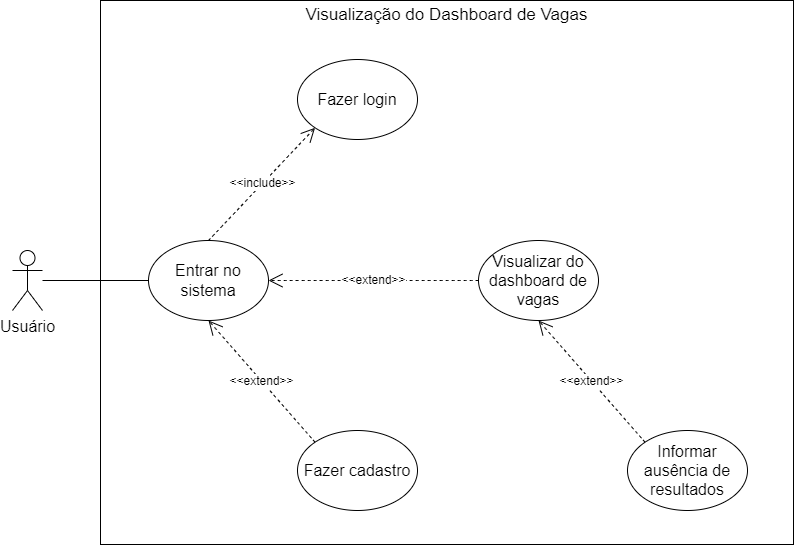 Visualização do Dashboard de Vagas
Fazer login
<<include>>
Entrar no
sistema
<<extend>>
Visualizar do
dashboard de
vagas
Usuário
<<extend>>
<<extend>>
Fazer cadastro
Informar
ausência de
resultados